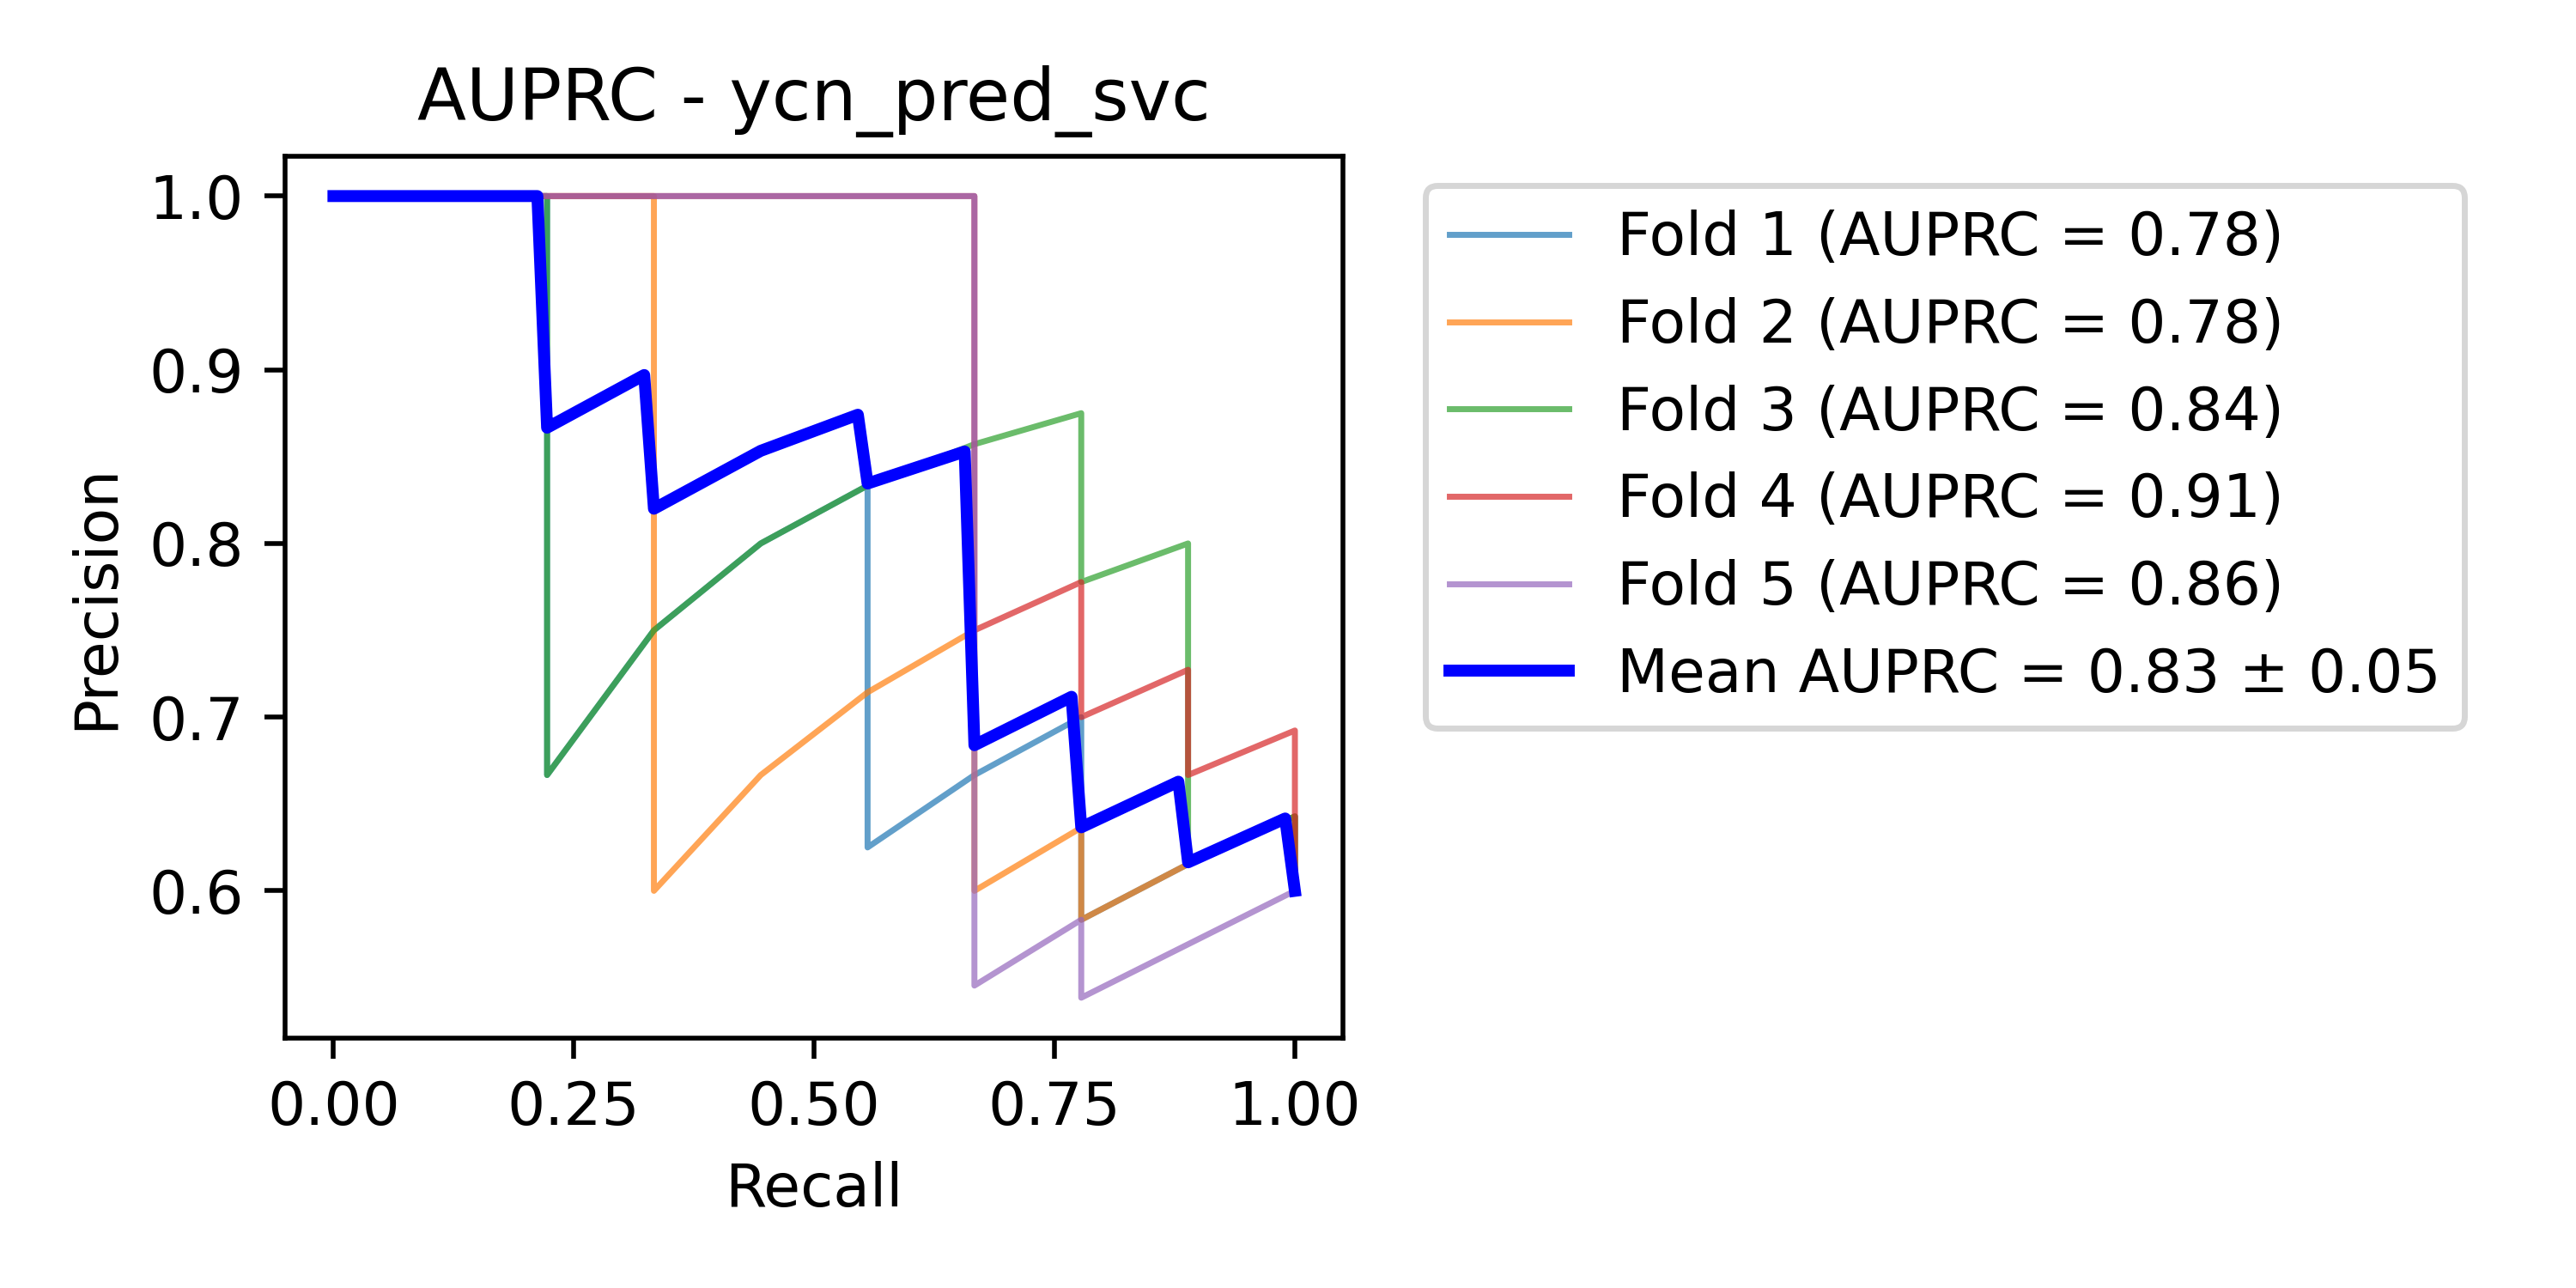 AUPRC - ycn_pred_svc
1.0
0.9
0.8
0.7
0.6
Precision
0.00 0.25 0.50 0.75 1.00
Recall
Fold 1 (AUPRC = 0.78)
Fold 2 (AUPRC = 0.78)
Fold 3 (AUPRC = 0.84)
Fold 4 (AUPRC = 0.91)
Fold 5 (AUPRC = 0.86)
Mean AUPRC = 0.83 ± 0.05